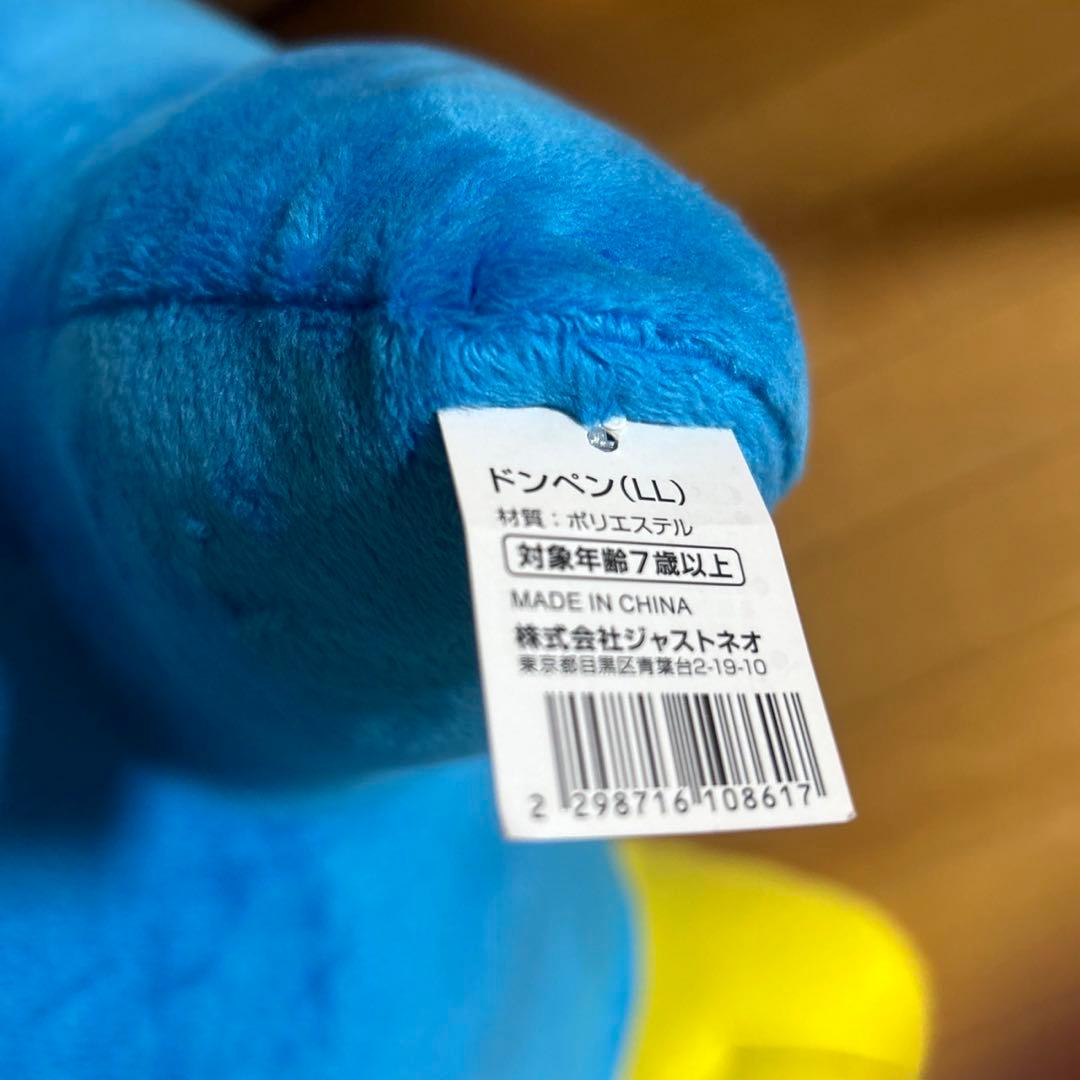 ドンペン(LL)
材質:ポリエステル
対象年齢7歳以上
MADE IN CHINA
株式会社ジャストネオ
東京都目黒区青葉台2-19-10
2 298716 108617